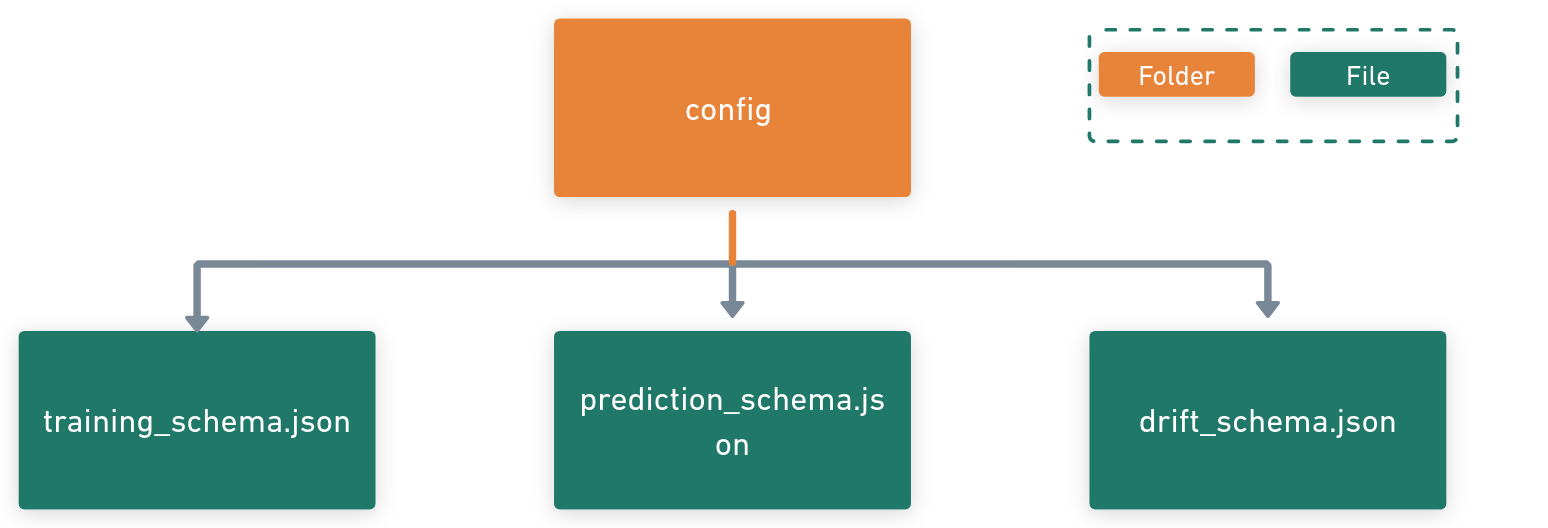 config
Folder
File
training_schema.json
prediction_schema.js
on
drift_schema.json